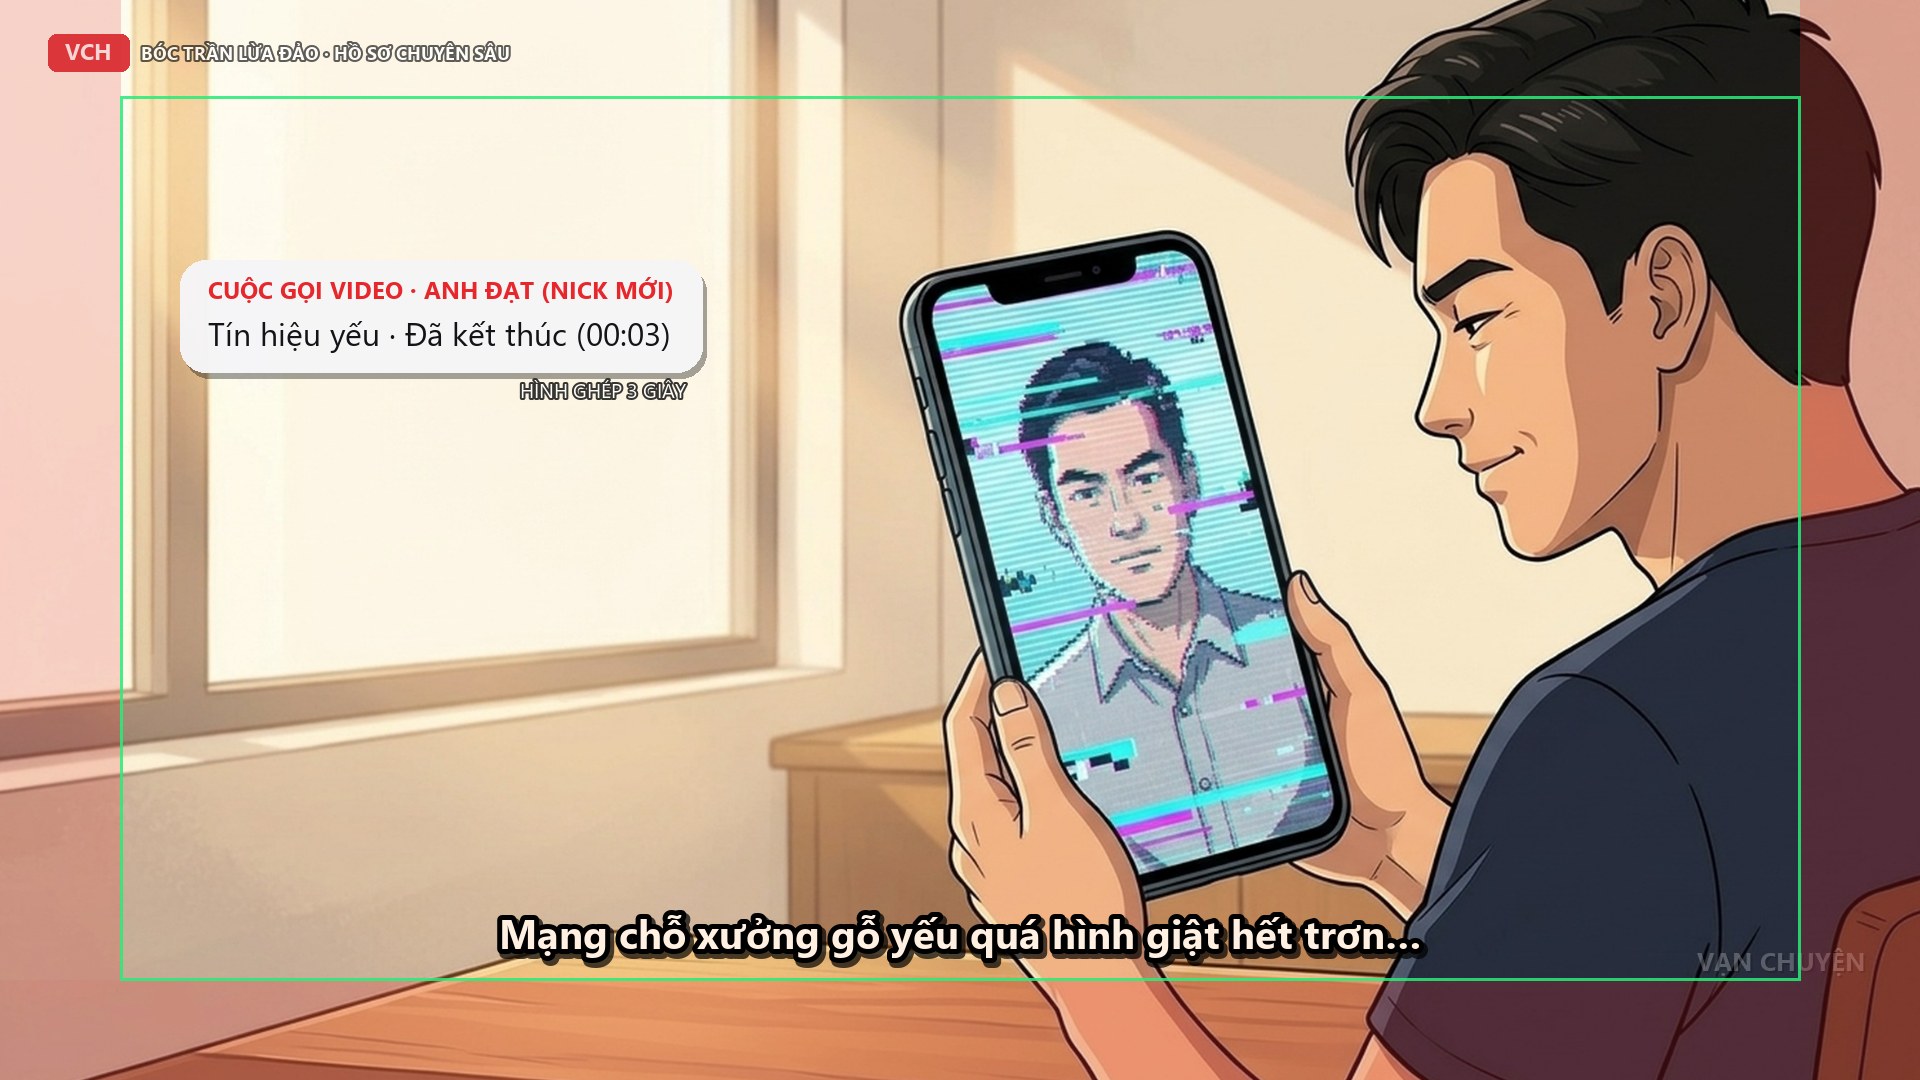 VCH BÓC TRẦN LỪA ĐẢO · HỒ SƠ CHUYÊN SÂU
CUỘC GỌI VIDEO · ANH ĐẠT (NICK MỚI)
Tín hiệu yếu · Đã kết thúc (00:03)
HÌNH GHÉP 3 GIÂY
Mạng chỗ xưởng gỗ yếu quá hình giật hết trơn...
VẠN CHUYỆN